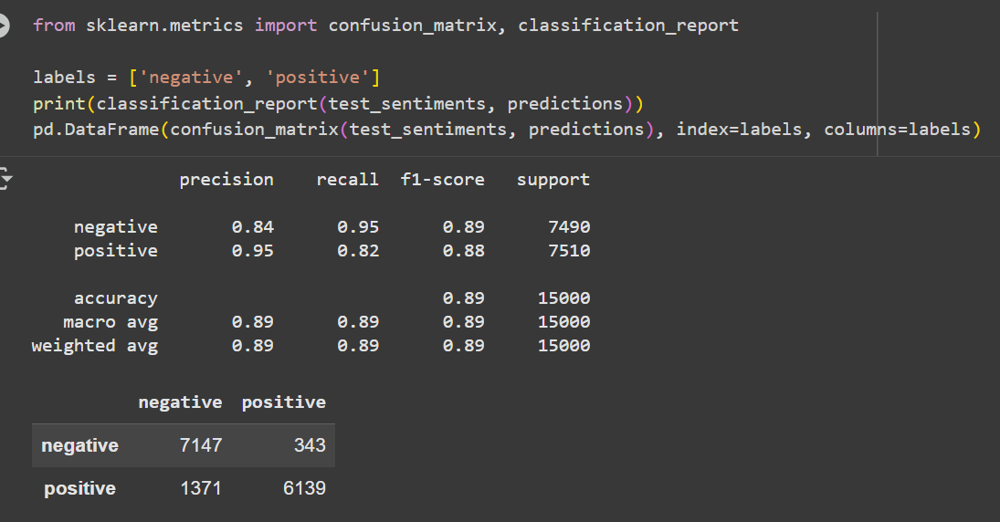 from sklearn.metrics import confusion_matrix, classification_report
labels = ['negative', 'positive']
print(classification_report(test_sentiments, predictions))
pd.DataFrame(confusion_matrix(test_sentiments, predictions), index=labels, columns=labels)
precision recall f1-score support
negative 0.84 0.95 0.89 7490
positive 0.95 0.82 0.88 7510
accuracy 0.89 15000
macro avg 0.89 0.89 0.89 15000
weighted avg 0.89 0.89 0.89 15000
negative positive
negative 7147 343
positive 1371 6139